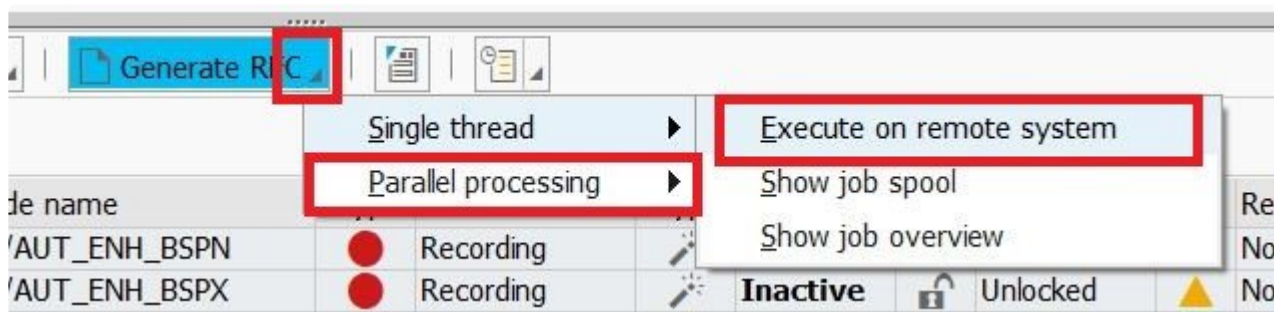 Generate RFC
Single thread
Execute on remote system
Parallel processing
Show job spool
Show job overview
de name
Re
/AUT_ENH_BSPN
Recording
No
/AUT_ENH_BSPX
Recording
Inactive
Unlocked
No